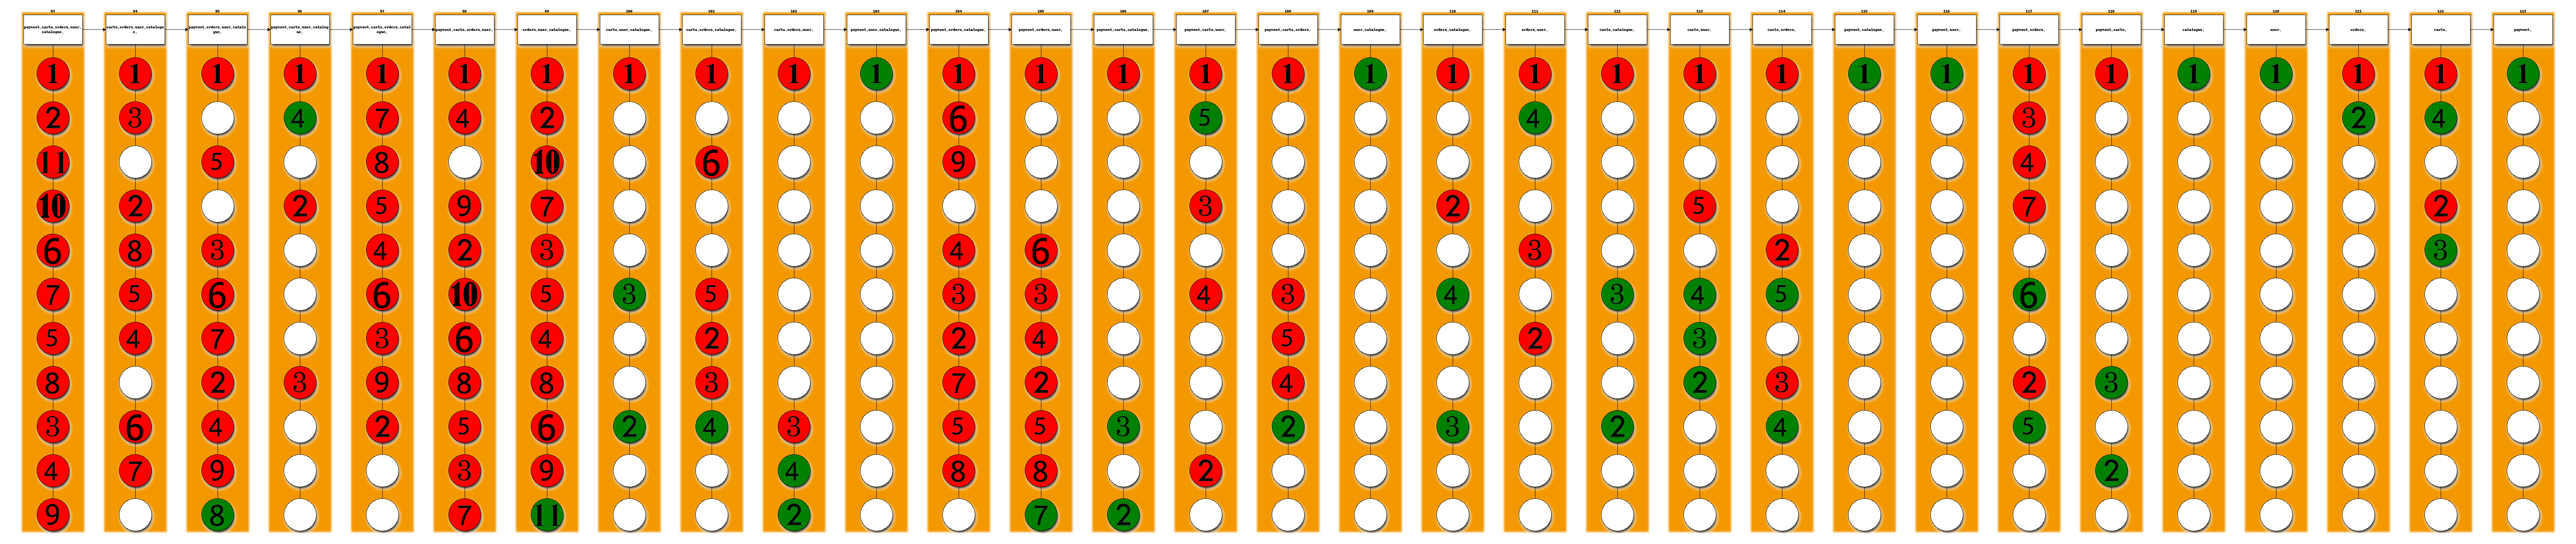 93 94 95 96 97 98 99 100 101 102 103 104 105 106 107 108 109 110 111 112 113 114 115 116 117 118 119 120 121 122 123
payment_carts_orders_user_
catalogue_
carts_orders_user_catalogu
e_
payment_orders_user_catalo
gue_
payment_carts_user_catalog
ue_
payment_carts_orders_catal
ogue_
payment_carts_orders_user_
orders_user_catalogue_
carts_user_catalogue_
carts_orders_catalogue_
carts_orders_user_
payment_user_catalogue_
payment_orders_catalogue_
payment_orders_user_
payment_carts_catalogue_
payment_carts_user_
payment_carts_orders_
user_catalogue_
orders_catalogue_
orders_user_
carts_catalogue_
carts_user_
carts_orders_
payment_catalogue_
payment_user_
payment_orders_
payment_carts_
catalogue_
user_
orders_
carts_
payment_
1 1 1 1 1 1 1 1 1 1 1 1 1 1 1 1 1 1 1 1 1 1 1 1 1 1 1 1 1 1 1
2 3 4 7 4 2 6 5 4 3 2 4
11 5 8 10 6 9 4
10 2 2 5 9 7 3 2 5 7 2
6 8 3 4 2 3 4 6 3 2 3
7 5 6 6 10 5 3 5 3 3 4 3 4 3 4 5 6
5 4 7 3 6 4 2 2 4 5 2 3
8 2 3 9 8 8 3 7 2 4 2 3 2 3
3 6 4 2 5 6 2 4 3 5 5 3 2 3 2 4 5
4 7 9 3 9 4 8 8 2 2
9 8 7 11 2 7 2